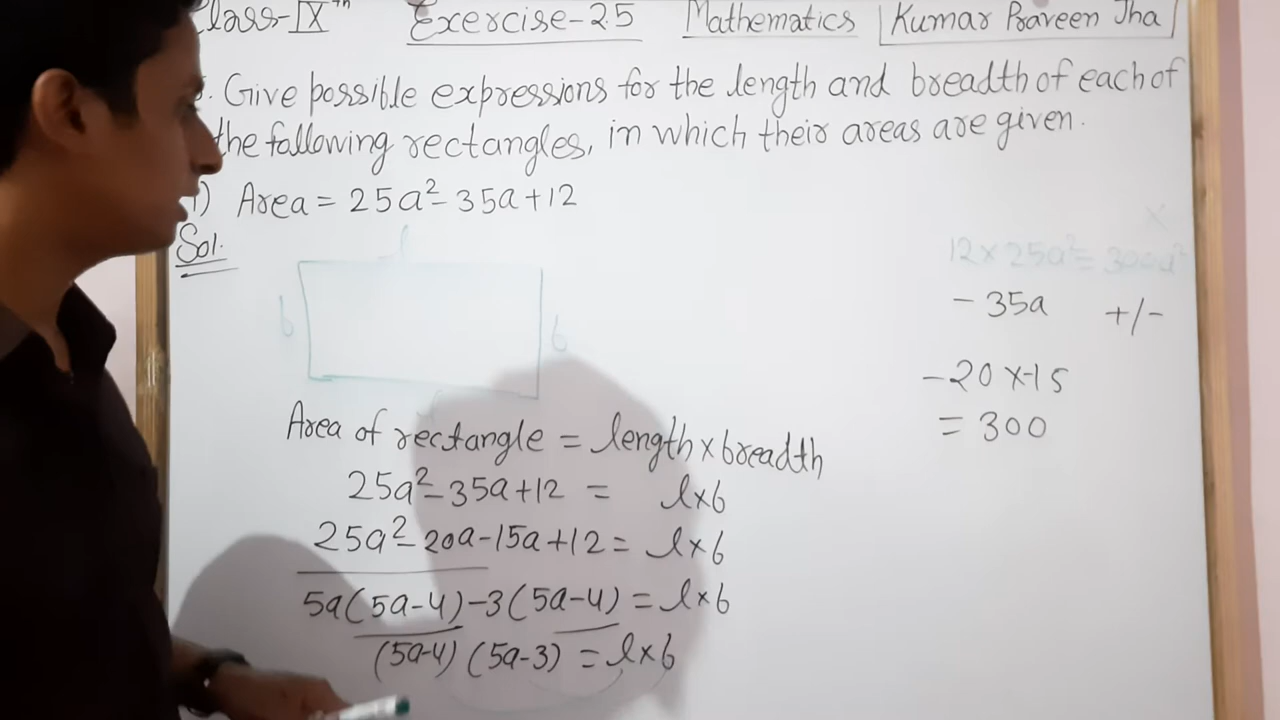 Class-IXth Exercise-2.5 Mathematics Kumar Praveen Jha
. Give possible expressions for the length and breadth of each of
the following rectangles, in which their areas are given.
i) Area = 25a² - 35a + 12
Sol.
l
b
b
Area of rectangle = length × breadth
25a² - 35a + 12 = l × b
25a² - 20a - 15a + 12 = l × b
5a(5a - 4) - 3(5a - 4) = l × b
(5a - 4) (5a - 3) = l × b
×
12 × 25a² = 300a²
- 35a +/-
- 20 × -15
= 300